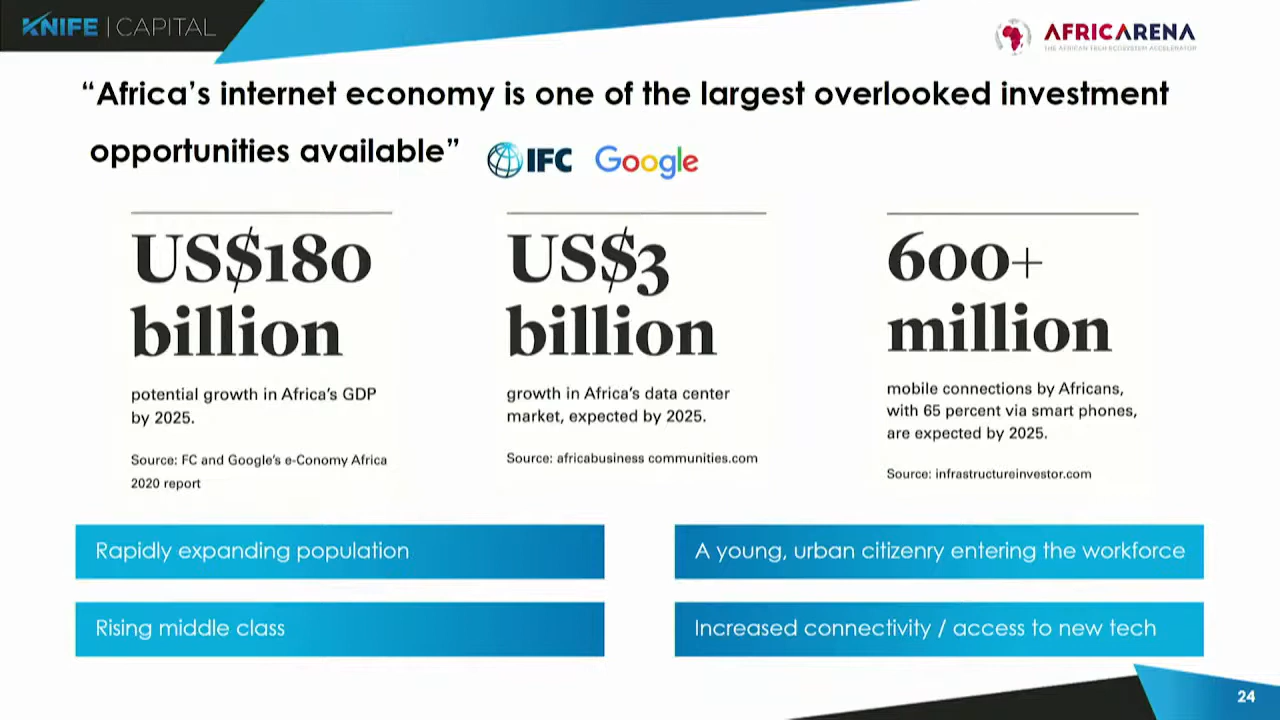 KNIFE | CAPITAL
AFRICARENA
THE AFRICAN TECH ECOSYSTEM ACCELERATOR
“Africa’s internet economy is one of the largest overlooked investment
opportunities available”
IFC
Google
US$180
billion
potential growth in Africa’s GDP
by 2025.
Source: FC and Google’s e-Conomy Africa
2020 report
US$3
billion
growth in Africa’s data center
market, expected by 2025.
Source: africabusiness communities.com
600+
million
mobile connections by Africans,
with 65 percent via smart phones,
are expected by 2025.
Source: infrastructureinvestor.com
Rapidly expanding population
A young, urban citizenry entering the workforce
Rising middle class
Increased connectivity / access to new tech
24